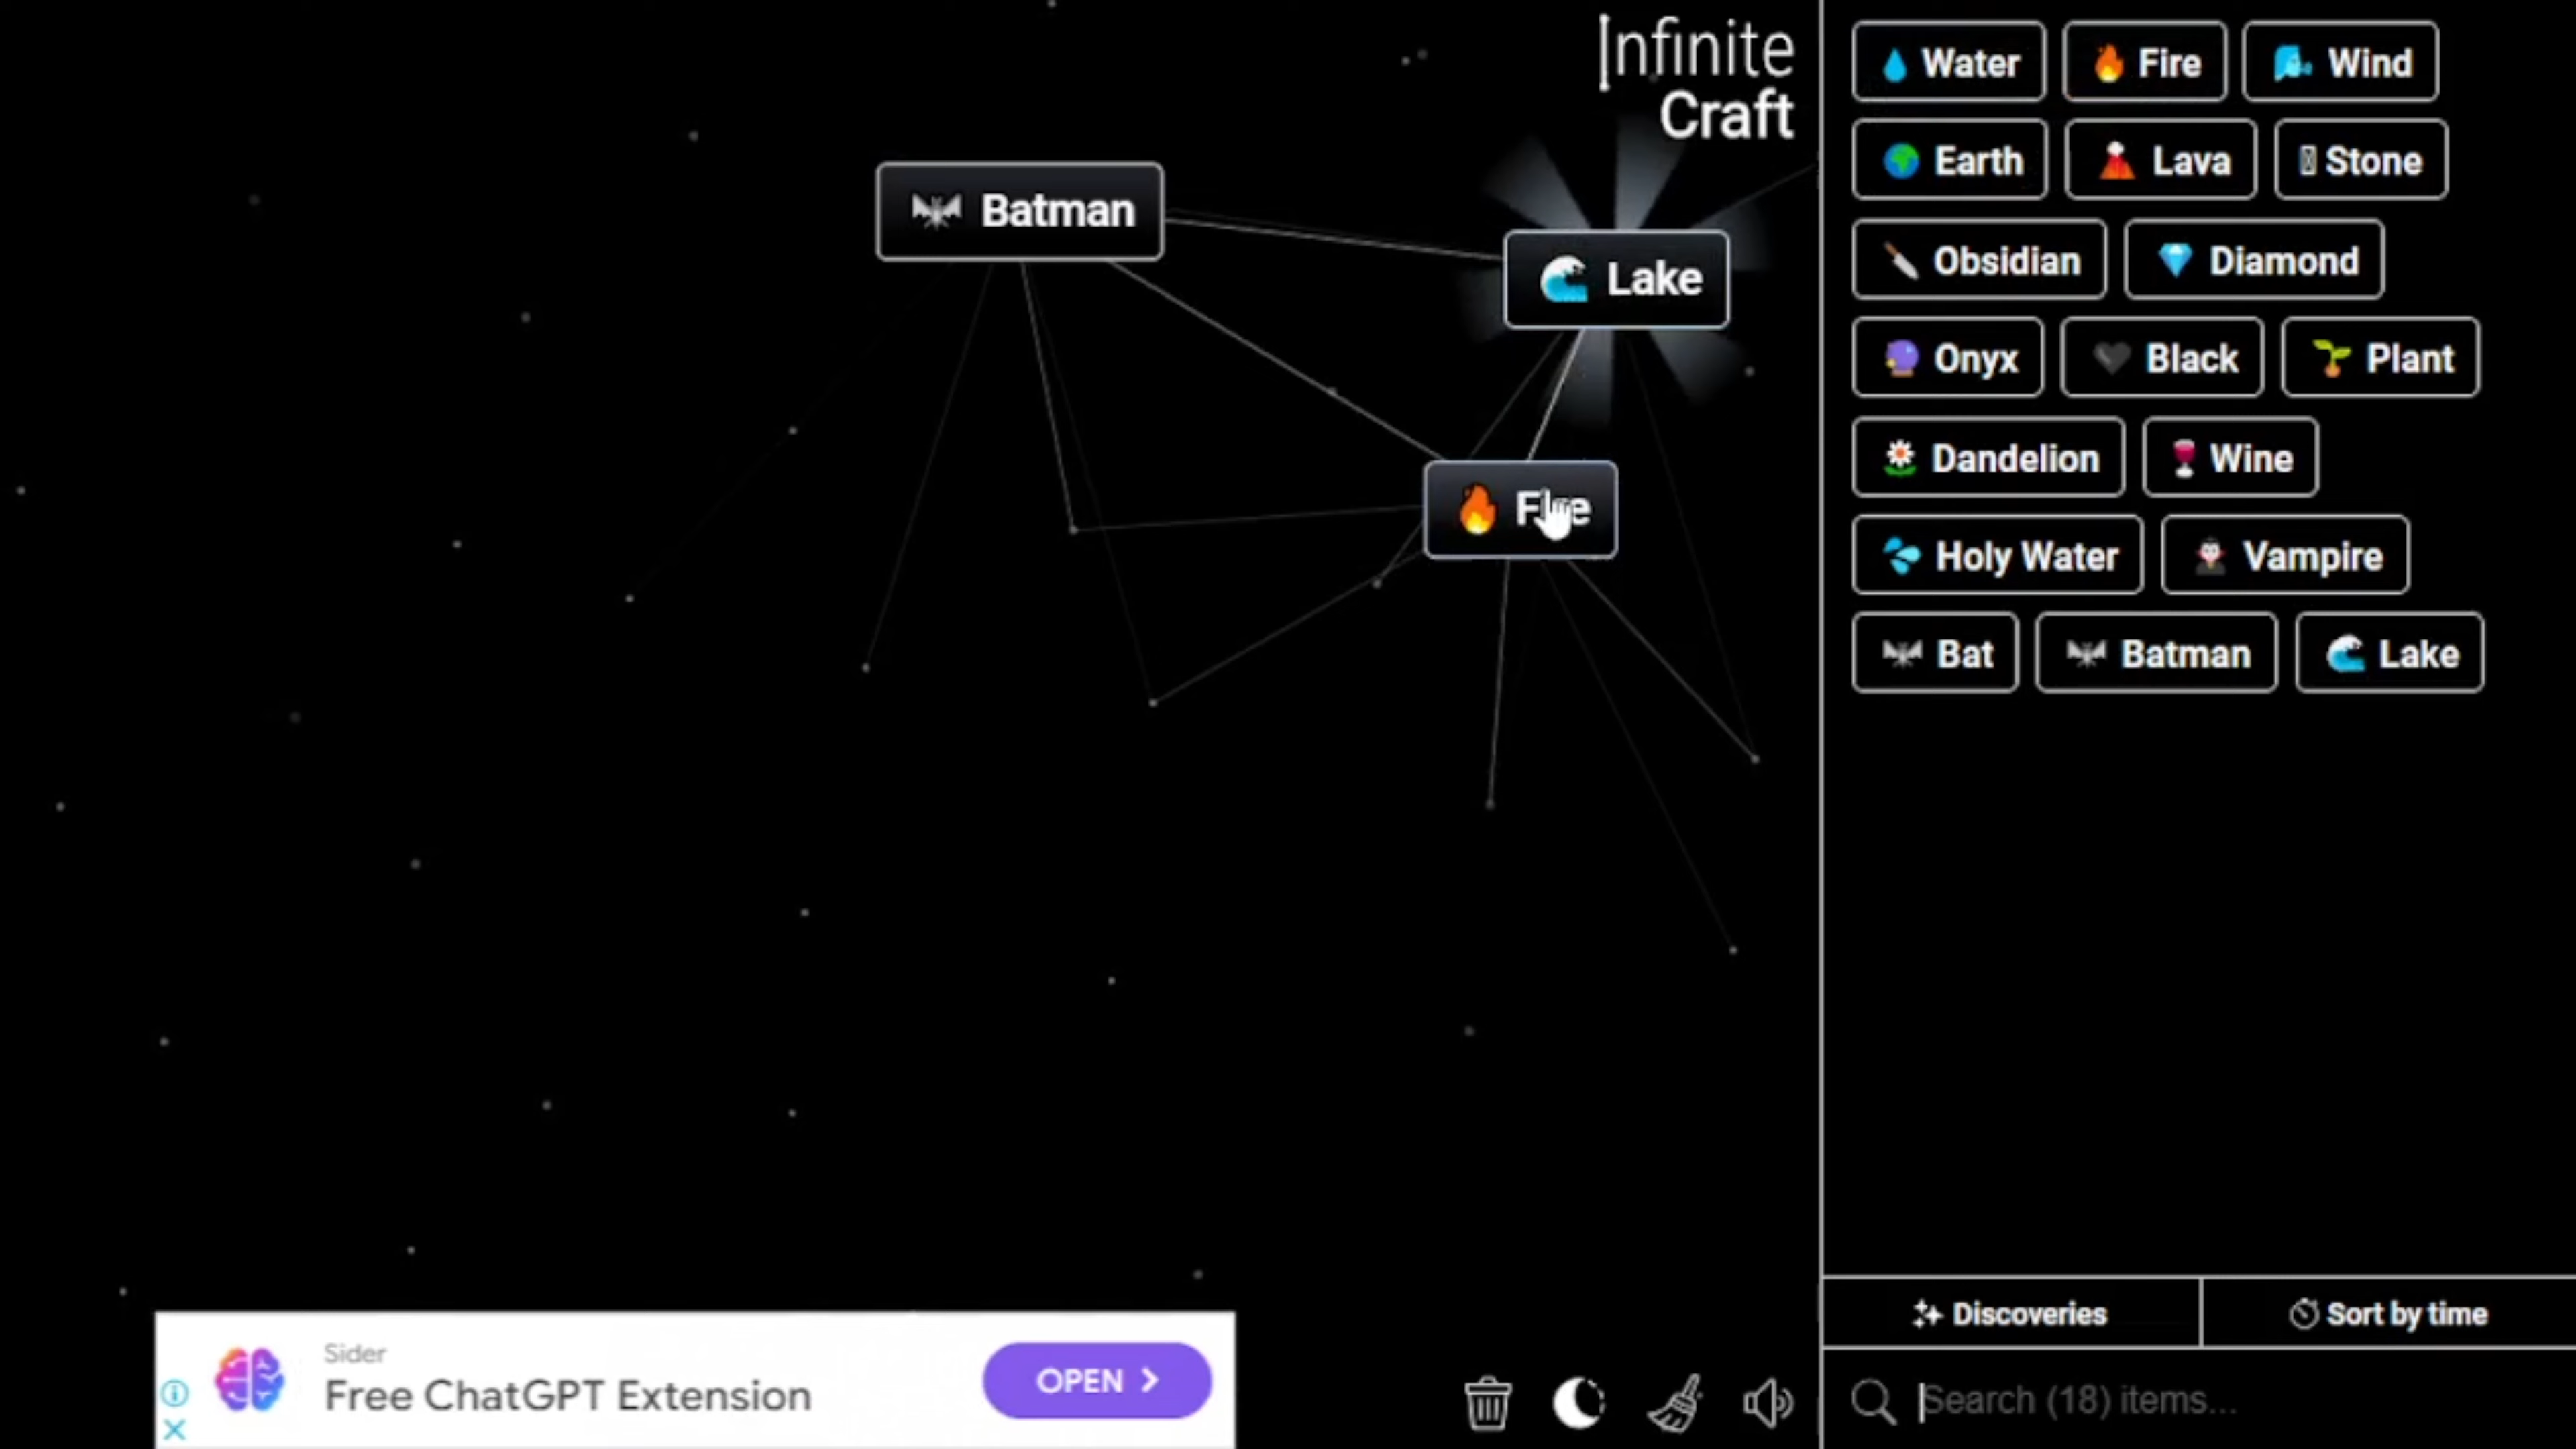 Infinite
Craft
Batman
Lake
Fire
Water
Fire
Wind
Earth
Lava
Stone
Obsidian
Diamond
Onyx
Black
Plant
Dandelion
Wine
Holy Water
Vampire
Bat
Batman
Lake
Discoveries
Sort by time
Search (18) items...
Sider
Free ChatGPT Extension
OPEN